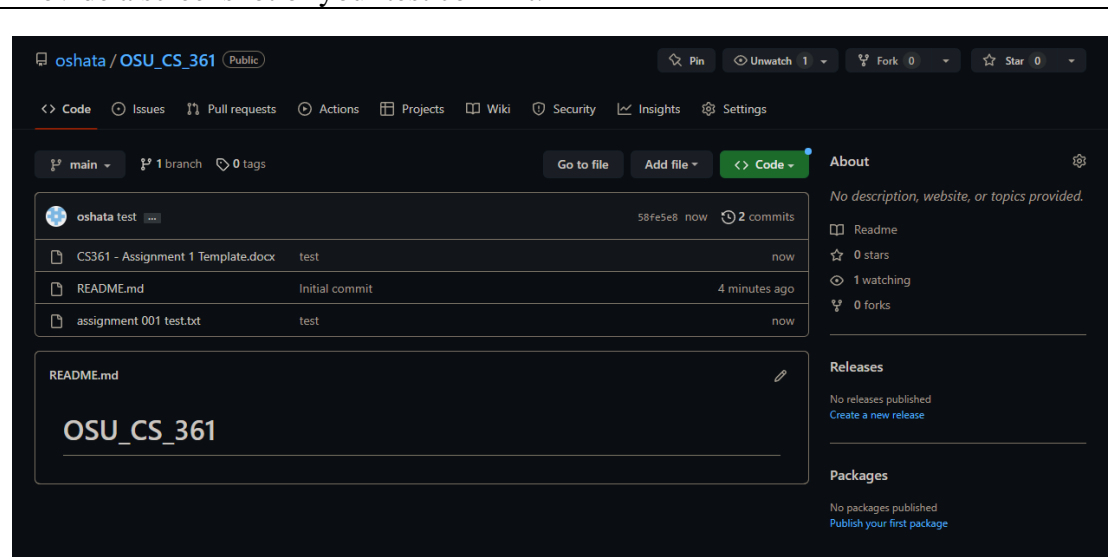 oshata / OSU_CS_361 Public
Pin Unwatch 1 Fork 0 Star 0
<> Code Issues Pull requests Actions Projects Wiki Security Insights Settings
main 1 branch 0 tags Go to file Add file <> Code
oshata test ... 58fe5e8 now 2 commits
CS361 - Assignment 1 Template.docx test now
README.md Initial commit 4 minutes ago
assignment 001 test.txt test now
README.md
OSU_CS_361
About
No description, website, or topics provided.
Readme
0 stars
1 watching
0 forks
Releases
No releases published
Create a new release
Packages
No packages published
Publish your first package